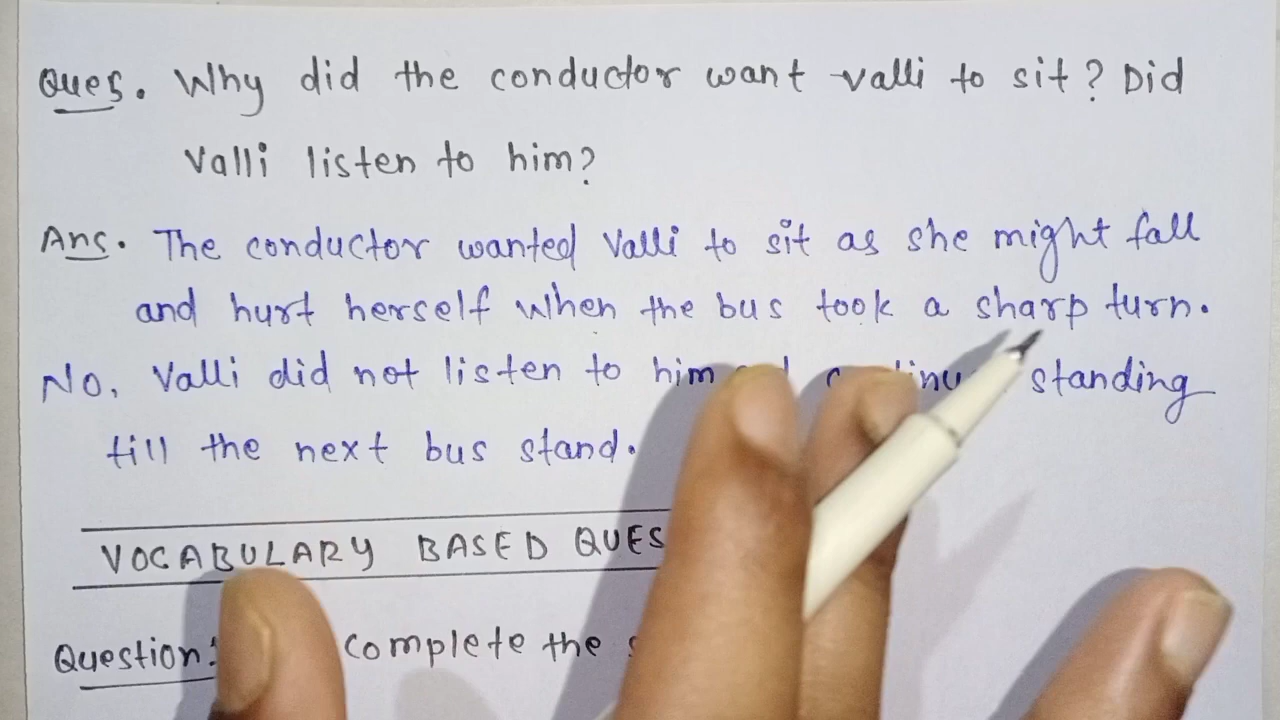 Ques. Why did the conductor want valli to sit? Did
Valli listen to him?
Ans. The conductor wanted Valli to sit as she might fall
and hurt herself when the bus took a sharp turn.
No, Valli did not listen to him standing
till the next bus stand.
VOCABULARY BASED
Question: complete the